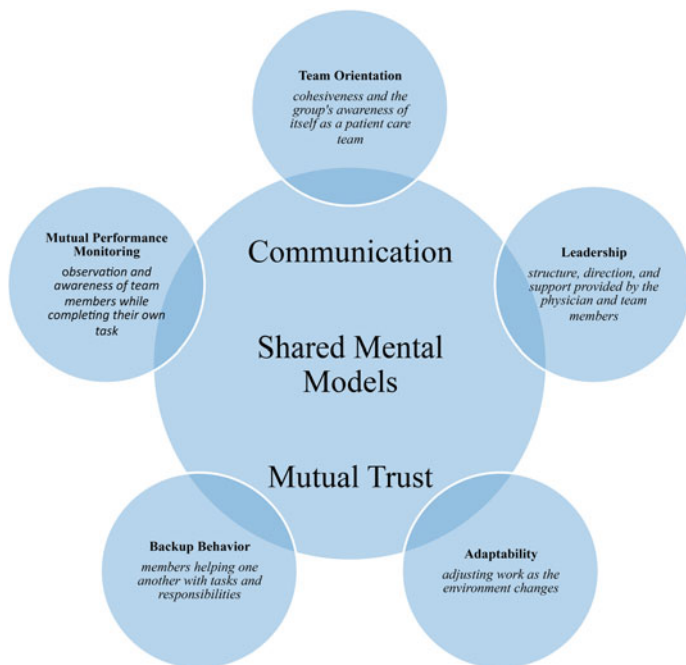 Team Orientation
cohesiveness and the
group's awareness of
itself as a patient care
team
Mutual Performance
Monitoring
observation and
awareness of team
members while
completing their own
task
Communication
Shared Mental
Models
Mutual Trust
Leadership
structure, direction, and
support provided by the
physician and team
members
Backup Behavior
members helping one
another with tasks and
responsibilities
Adaptability
adjusting work as the
environment changes